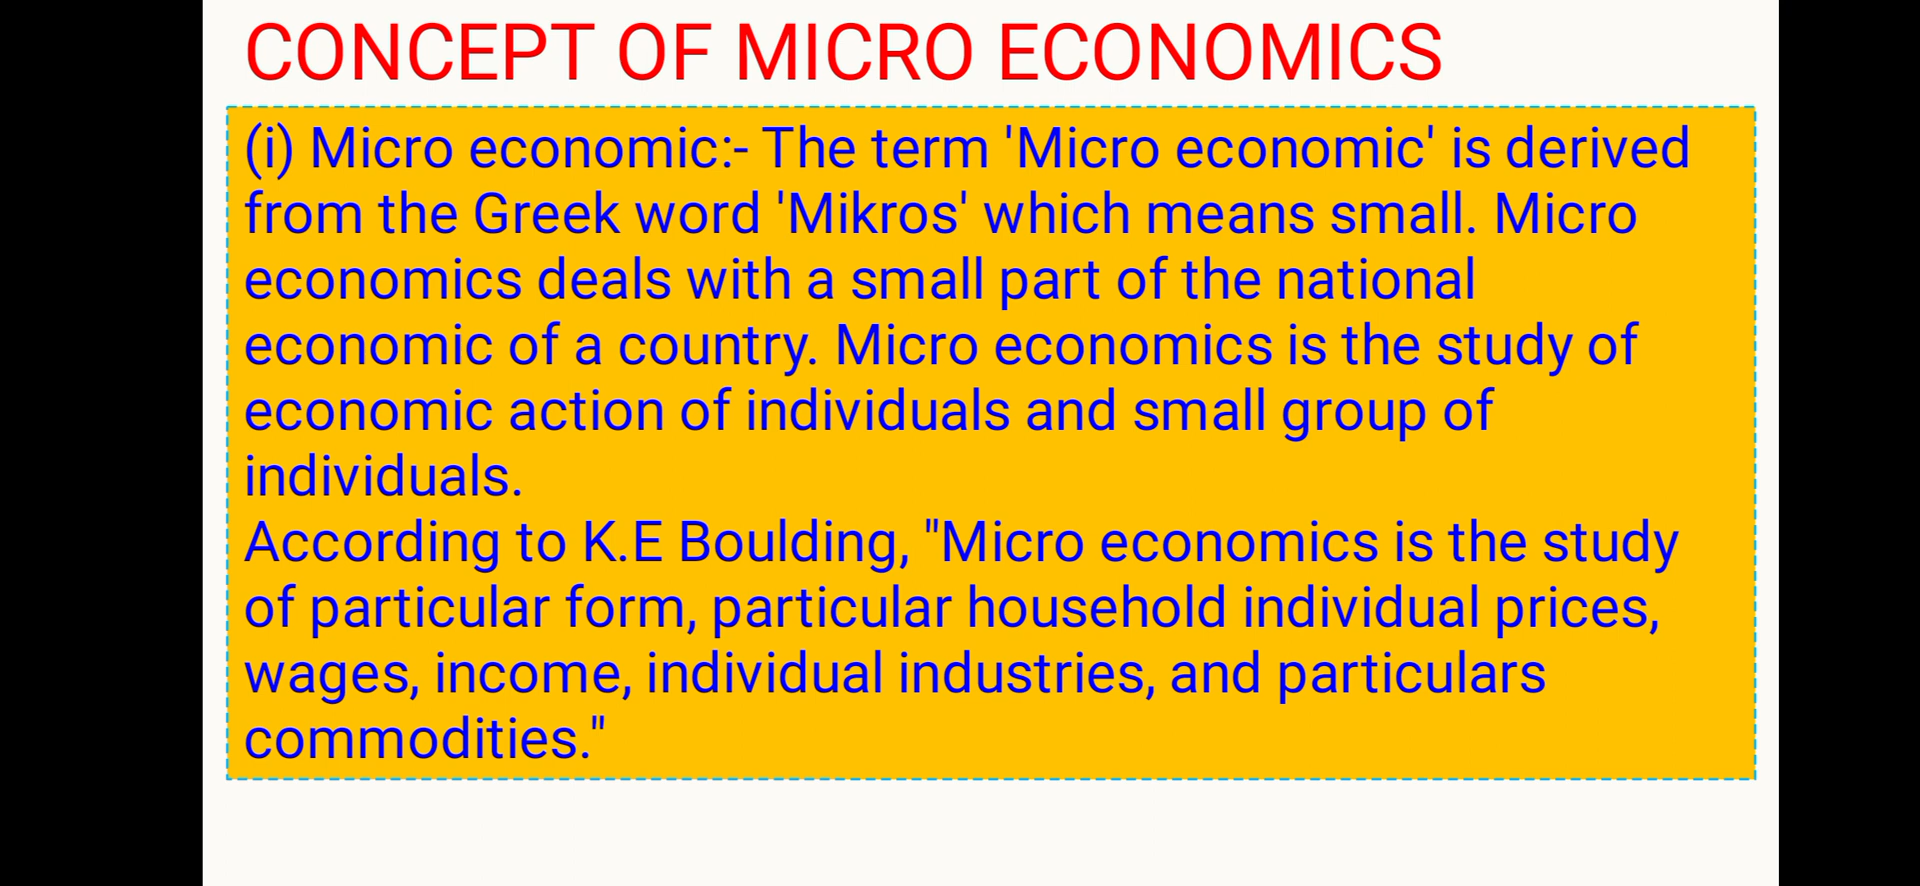 CONCEPT OF MICRO ECONOMICS
(i) Micro economic:- The term 'Micro economic' is derived
from the Greek word 'Mikros' which means small. Micro
economics deals with a small part of the national
economic of a country. Micro economics is the study of
economic action of individuals and small group of
individuals.
According to K.E Boulding, "Micro economics is the study
of particular form, particular household individual prices,
wages, income, individual industries, and particulars
commodities."